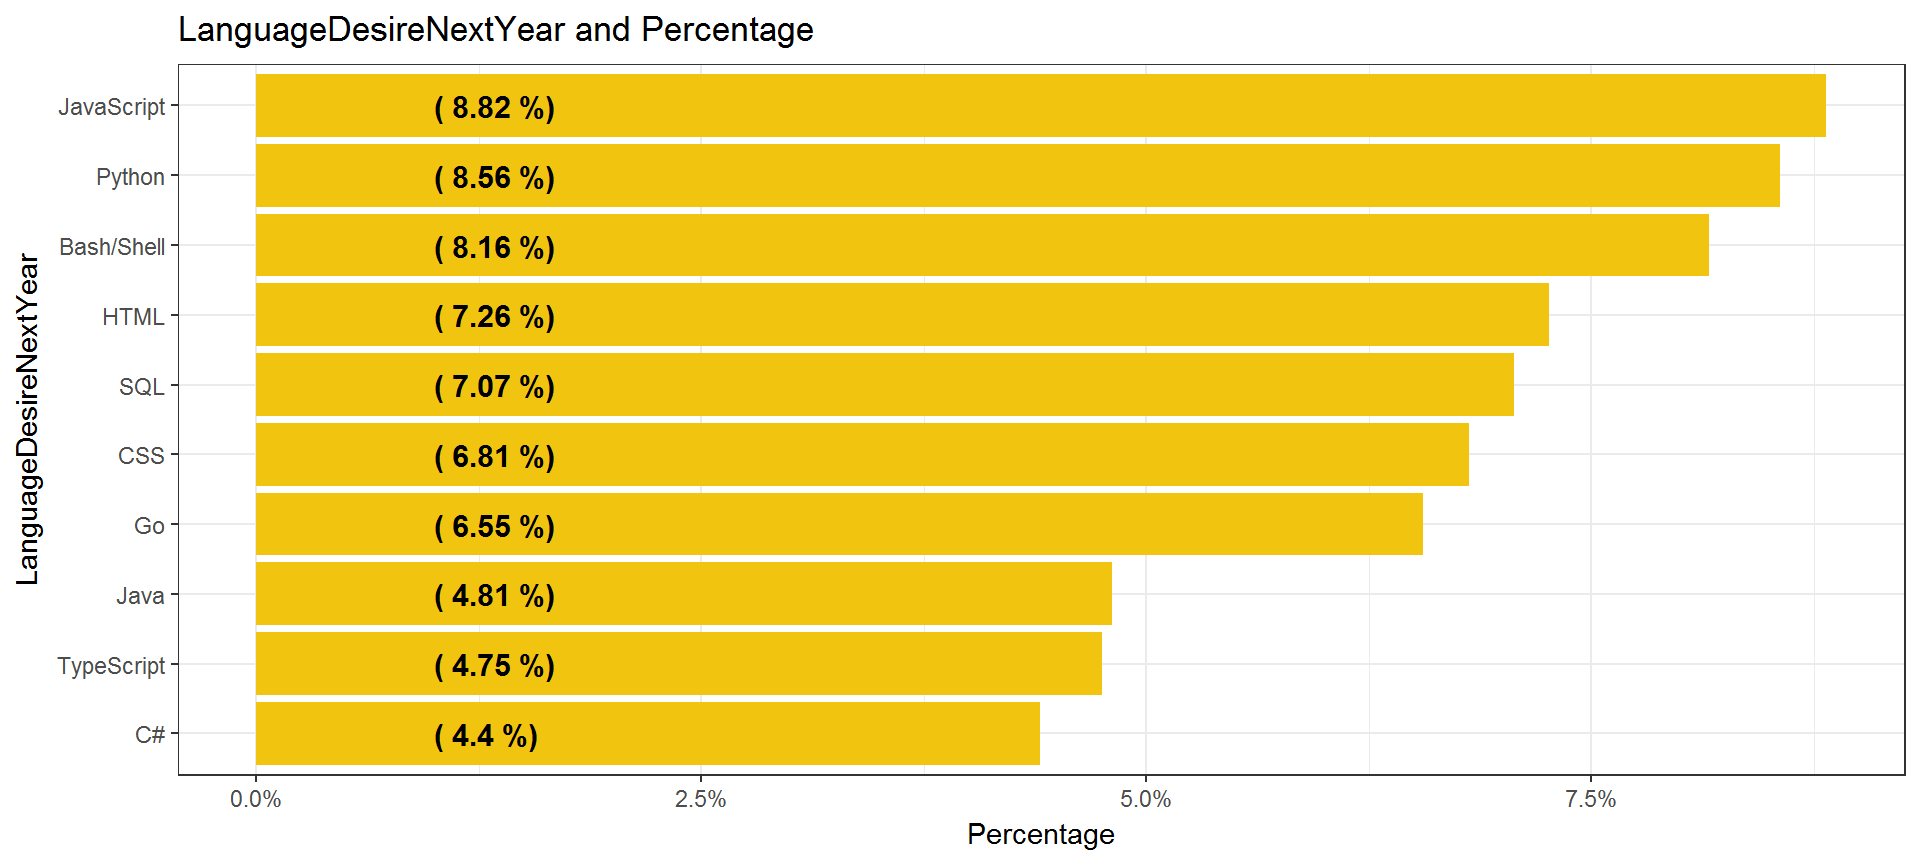 LanguageDesireNextYear and Percentage
LanguageDesireNextYear
JavaScript ( 8.82 %)
Python ( 8.56 %)
Bash/Shell ( 8.16 %)
HTML ( 7.26 %)
SQL ( 7.07 %)
CSS ( 6.81 %)
Go ( 6.55 %)
Java ( 4.81 %)
TypeScript ( 4.75 %)
C# ( 4.4 %)
0.0% 2.5% 5.0% 7.5%
Percentage